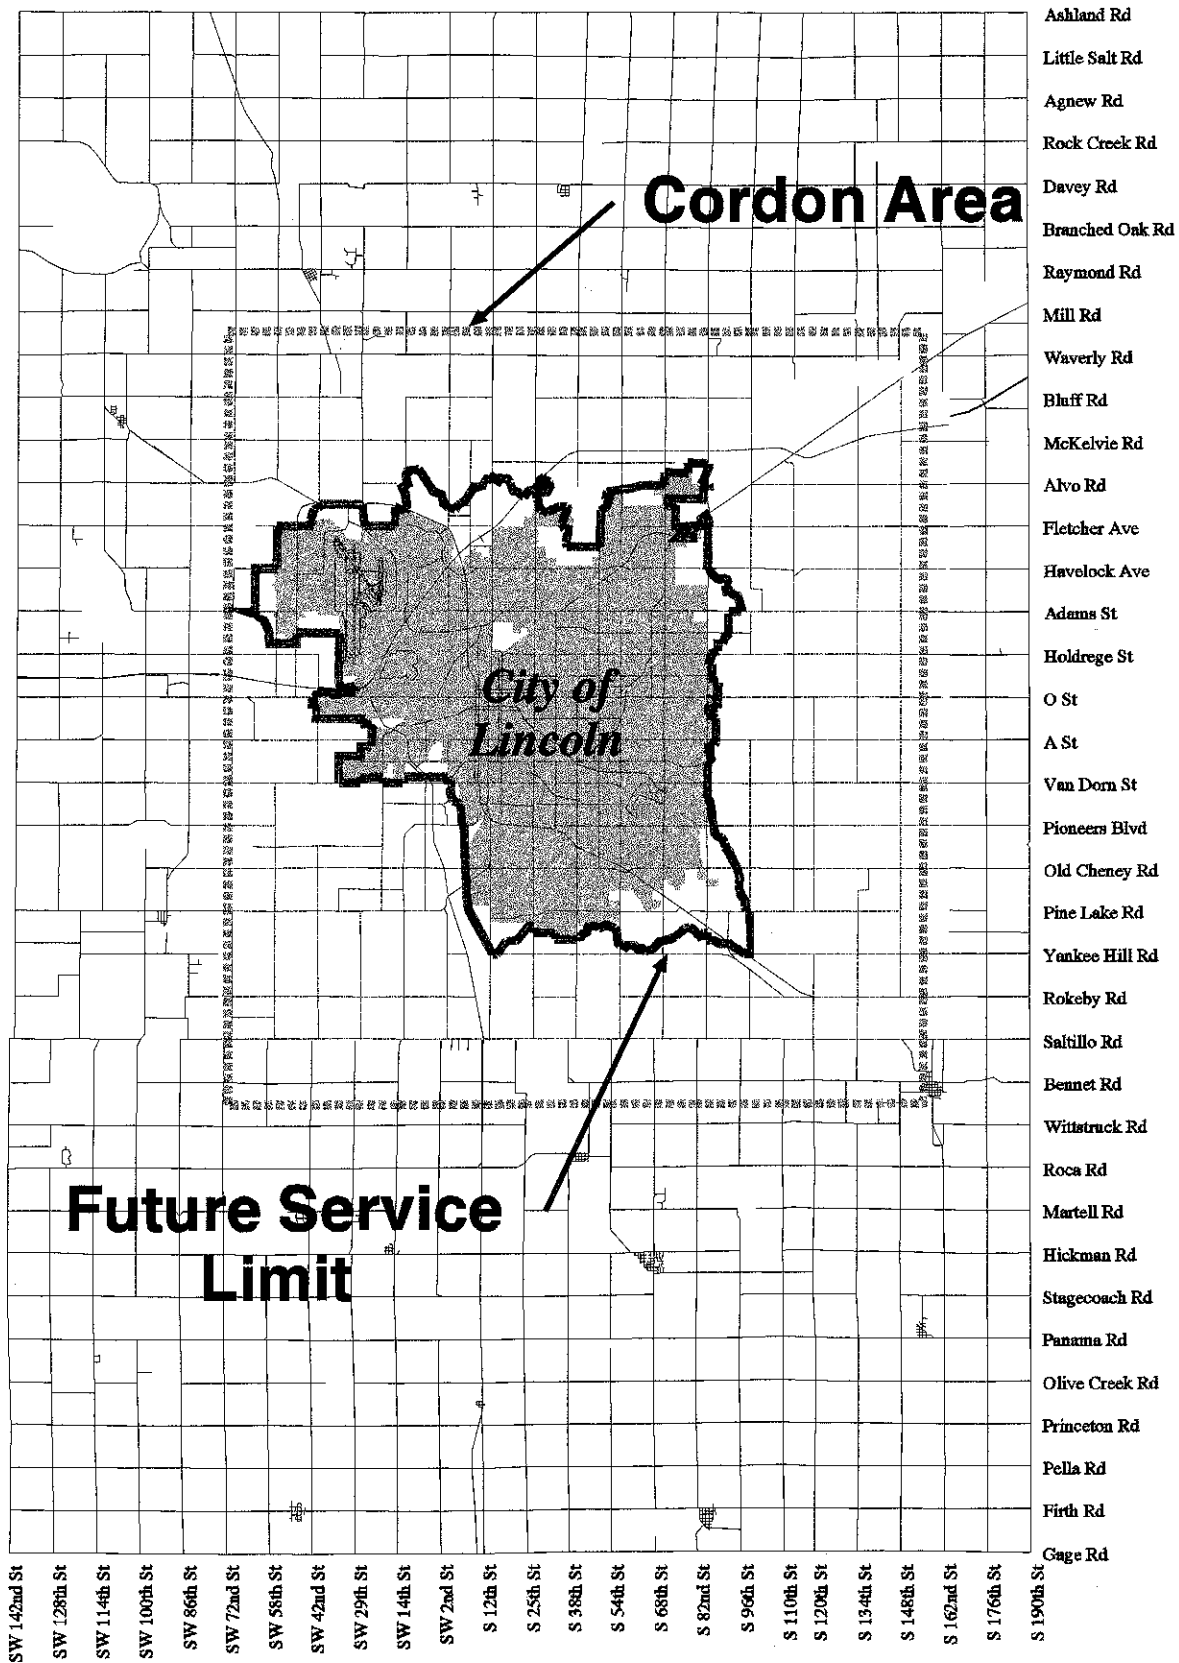 Ashland Rd
Little Salt Rd
Agnew Rd
Rock Creek Rd
Davey Rd
Cordon Area
Branched Oak Rd
Raymond Rd
Mill Rd
Waverly Rd
Bluff Rd
McKelvie Rd
Alvo Rd
Fletcher Ave
Havelock Ave
Adams St
Holdrege St
City of
Lincoln
O St
A St
Van Dorn St
Pioneers Blvd
Old Cheney Rd
Pine Lake Rd
Yankee Hill Rd
Rokeby Rd
Saltillo Rd
Bennet Rd
Wittstruck Rd
Roca Rd
Future Service
Limit
Martell Rd
Hickman Rd
Stagecoach Rd
Panama Rd
Olive Creek Rd
Princeton Rd
Pella Rd
Firth Rd
Gage Rd
SW 142nd St
SW 128th St
SW 114th St
SW 100th St
SW 86th St
SW 72nd St
SW 58th St
SW 42nd St
SW 29th St
SW 14th St
SW 2nd St
S 12th St
S 25th St
S 38th St
S 54th St
S 68th St
S 82nd St
S 96th St
S 110th St
S 120th St
S 134th St
S 148th St
S 162nd St
S 176th St
S 190th St